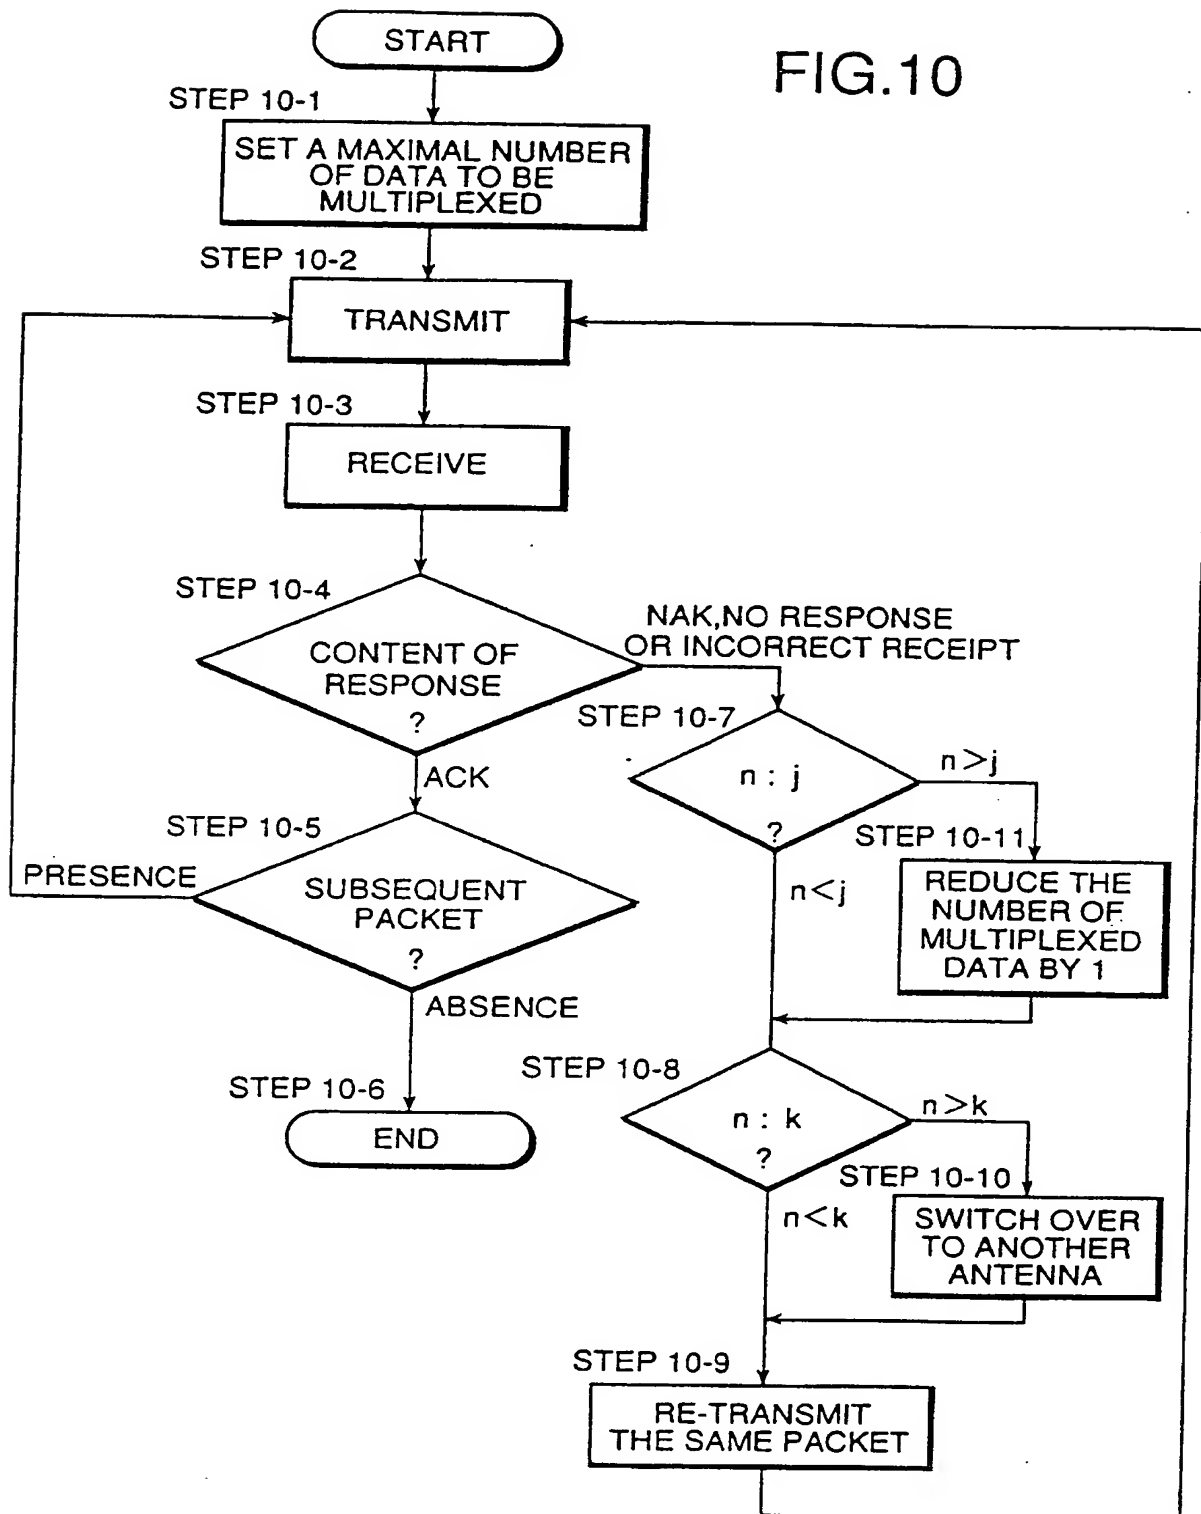 START
FIG.10
STEP 10-1
SET A MAXIMAL NUMBER
OF DATA TO BE
MULTIPLEXED
STEP 10-2
TRANSMIT
STEP 10-3
RECEIVE
STEP 10-4
CONTENT OF
RESPONSE
?
NAK,NO RESPONSE
OR INCORRECT RECEIPT
ACK
STEP 10-5
PRESENCE
SUBSEQUENT
PACKET
?
ABSENCE
STEP 10-6
END
STEP 10-7
n : j
?
n>j
STEP 10-11
REDUCE THE
NUMBER OF
MULTIPLEXED
DATA BY 1
n<j
STEP 10-8
n : k
?
n>k
STEP 10-10
SWITCH OVER
TO ANOTHER
ANTENNA
n<k
STEP 10-9
RE-TRANSMIT
THE SAME PACKET